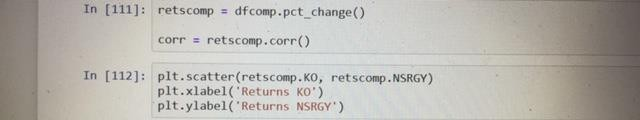 In [111]: retscomp = dfcomp.pct_change()
corr = retscomp.corr()
In [112]: plt.scatter(retscomp.KO, retscomp.NSRGY)
plt.xlabel('Returns KO')
plt.ylabel('Returns NSRGY')